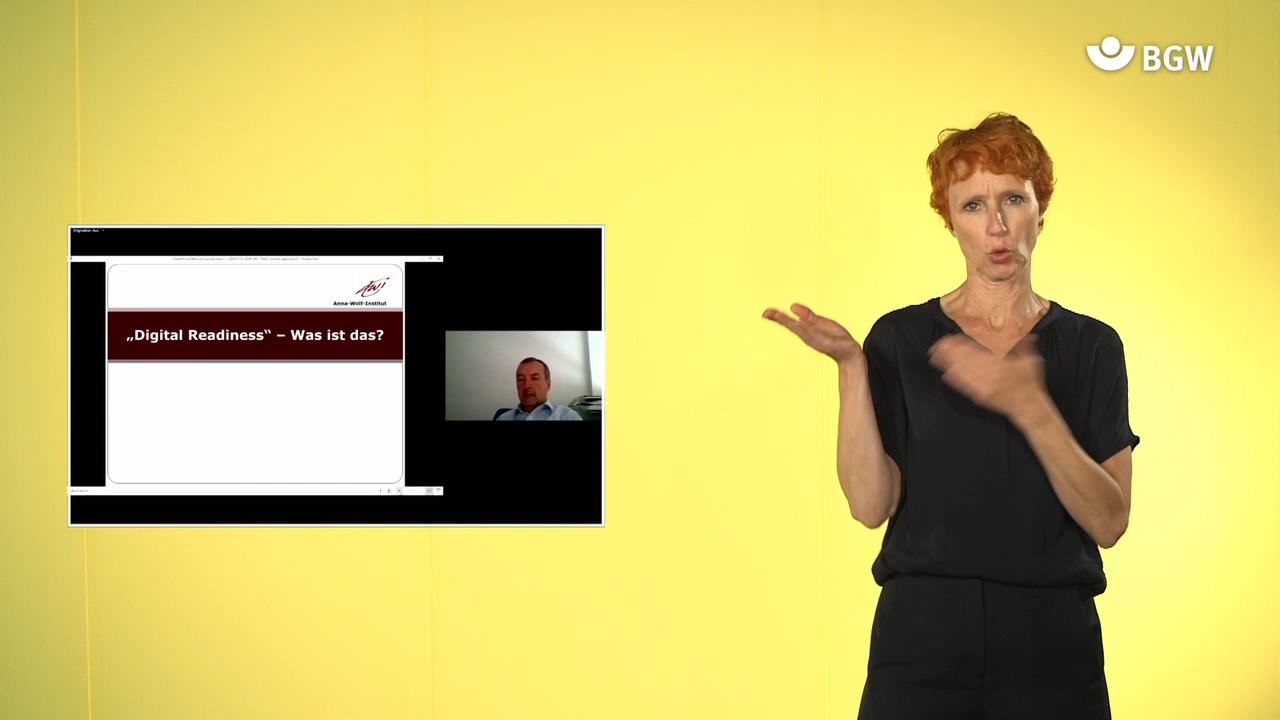 BGW
Anna-Wolf-Institut
„Digital Readiness“ – Was ist das?